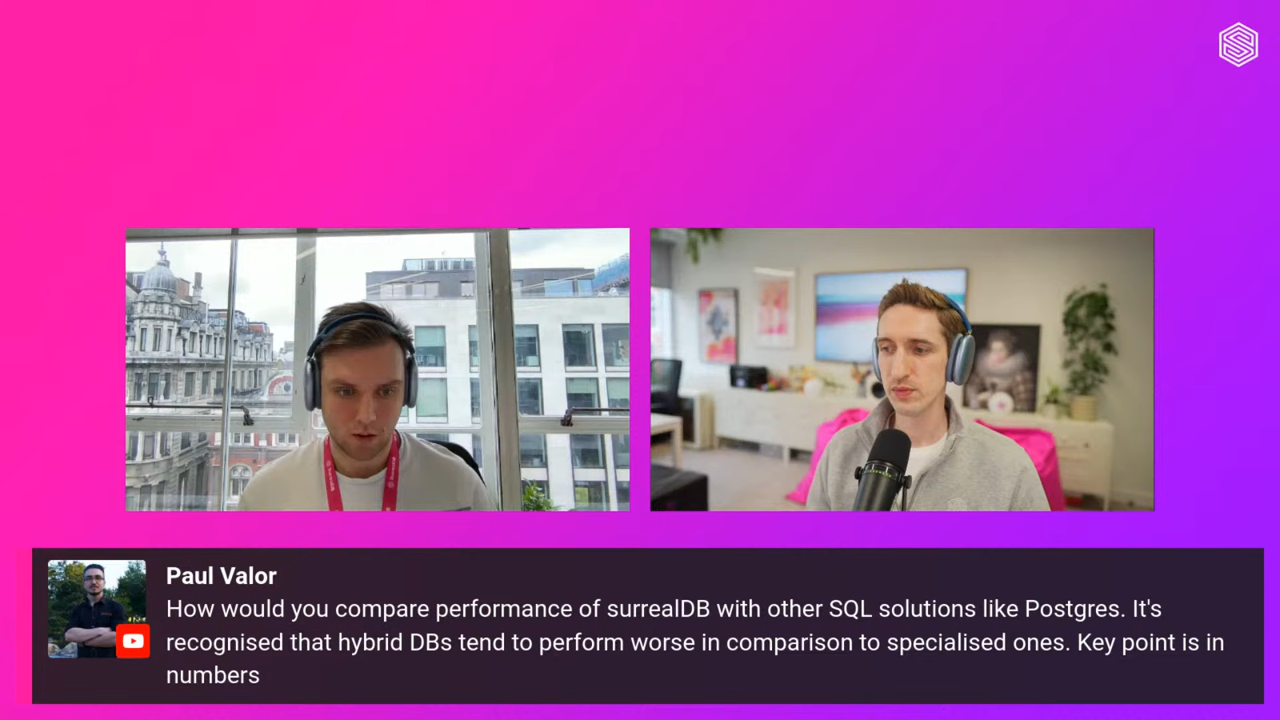 Paul Valor
How would you compare performance of surrealDB with other SQL solutions like Postgres. It's
recognised that hybrid DBs tend to perform worse in comparison to specialised ones. Key point is in
numbers